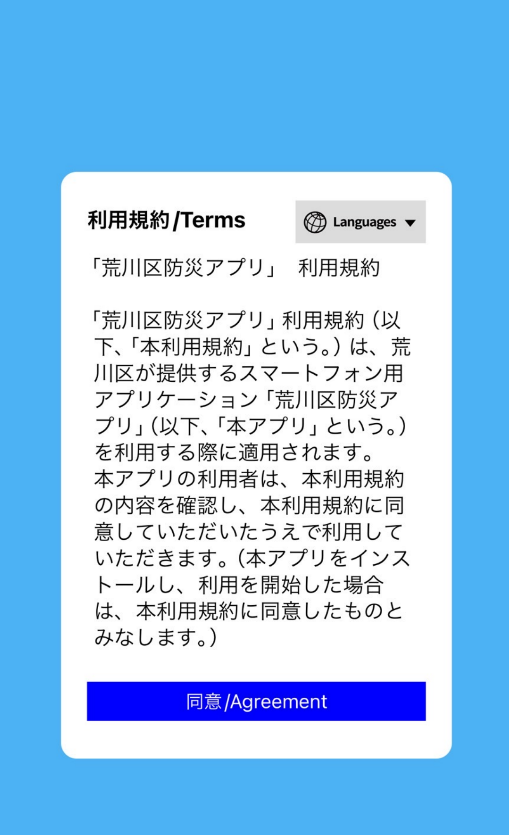 利用規約/Terms
Languages
「荒川区防災アプリ」 利用規約
「荒川区防災アプリ」利用規約（以
下、「本利用規約」という。）は、荒
川区が提供するスマートフォン用
アプリケーション「荒川区防災ア
プリ」（以下、「本アプリ」という。）
を利用する際に適用されます。
本アプリの利用者は、本利用規約
の内容を確認し、本利用規約に同
意していただいたうえで利用して
いただきます。（本アプリをインス
トールし、利用を開始した場合
は、本利用規約に同意したものと
みなします。）
同意/Agreement